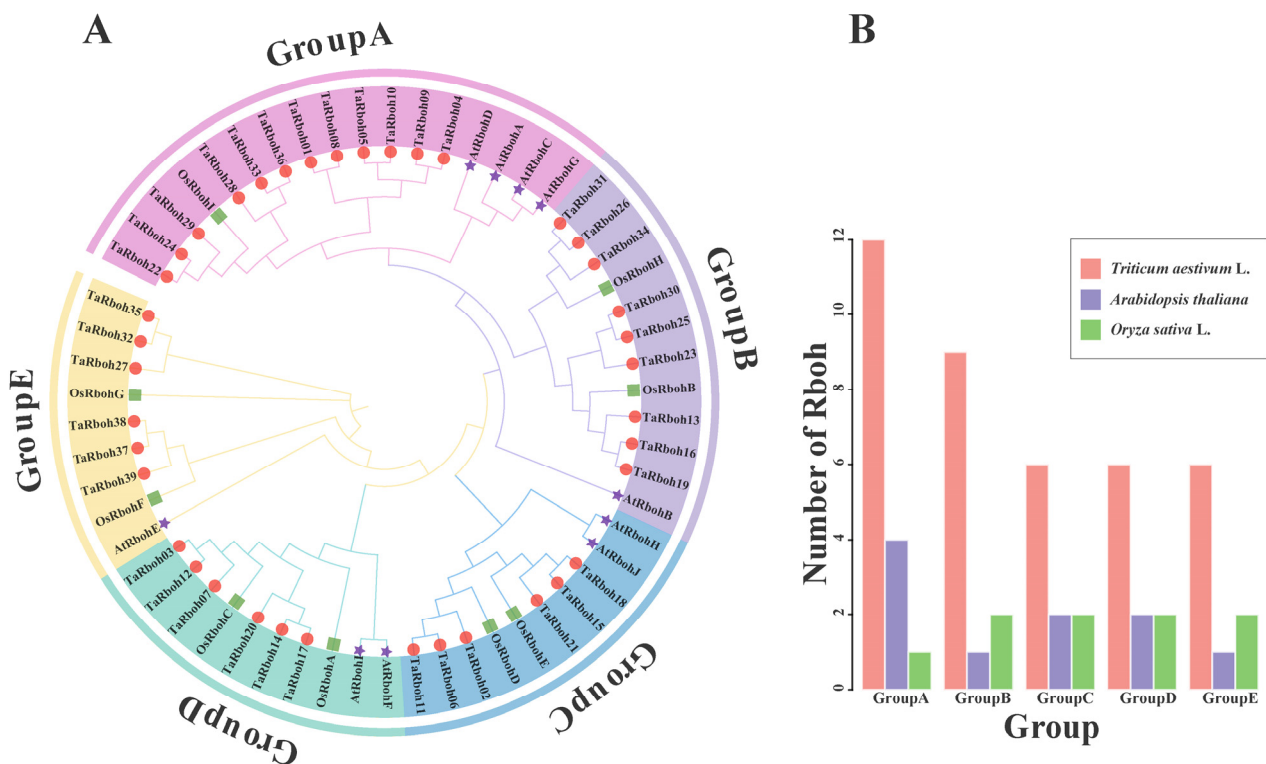 A
GroupA
GroupB
GroupC
GroupD
GroupE
TaRboh22
TaRboh24
TaRboh29
OsRbohI
TaRboh28
TaRboh33
TaRboh36
TaRboh01
TaRboh08
TaRboh05
TaRboh10
TaRboh09
TaRboh04
AtRbohD
AtRbohA
AtRbohC
AtRbohG
TaRboh31
TaRboh26
TaRboh34
OsRbohH
TaRboh30
TaRboh25
TaRboh23
OsRbohB
TaRboh13
TaRboh16
TaRboh19
AtRbohB
AtRbohH
AtRbohJ
TaRboh18
TaRboh15
TaRboh21
OsRbohE
OsRbohD
TaRboh02
TaRboh06
TaRboh11
AtRbohF
AtRbohI
OsRbohA
TaRboh17
TaRboh14
TaRboh20
OsRbohC
TaRboh07
TaRboh12
TaRboh03
AtRbohE
OsRbohF
TaRboh39
TaRboh37
TaRboh38
OsRbohG
TaRboh27
TaRboh32
TaRboh35
B
Number of Rboh
12
10
8
6
4
2
0
Triticum aestivum L.
Arabidopsis thaliana
Oryza sativa L.
GroupA GroupB GroupC GroupD GroupE
Group